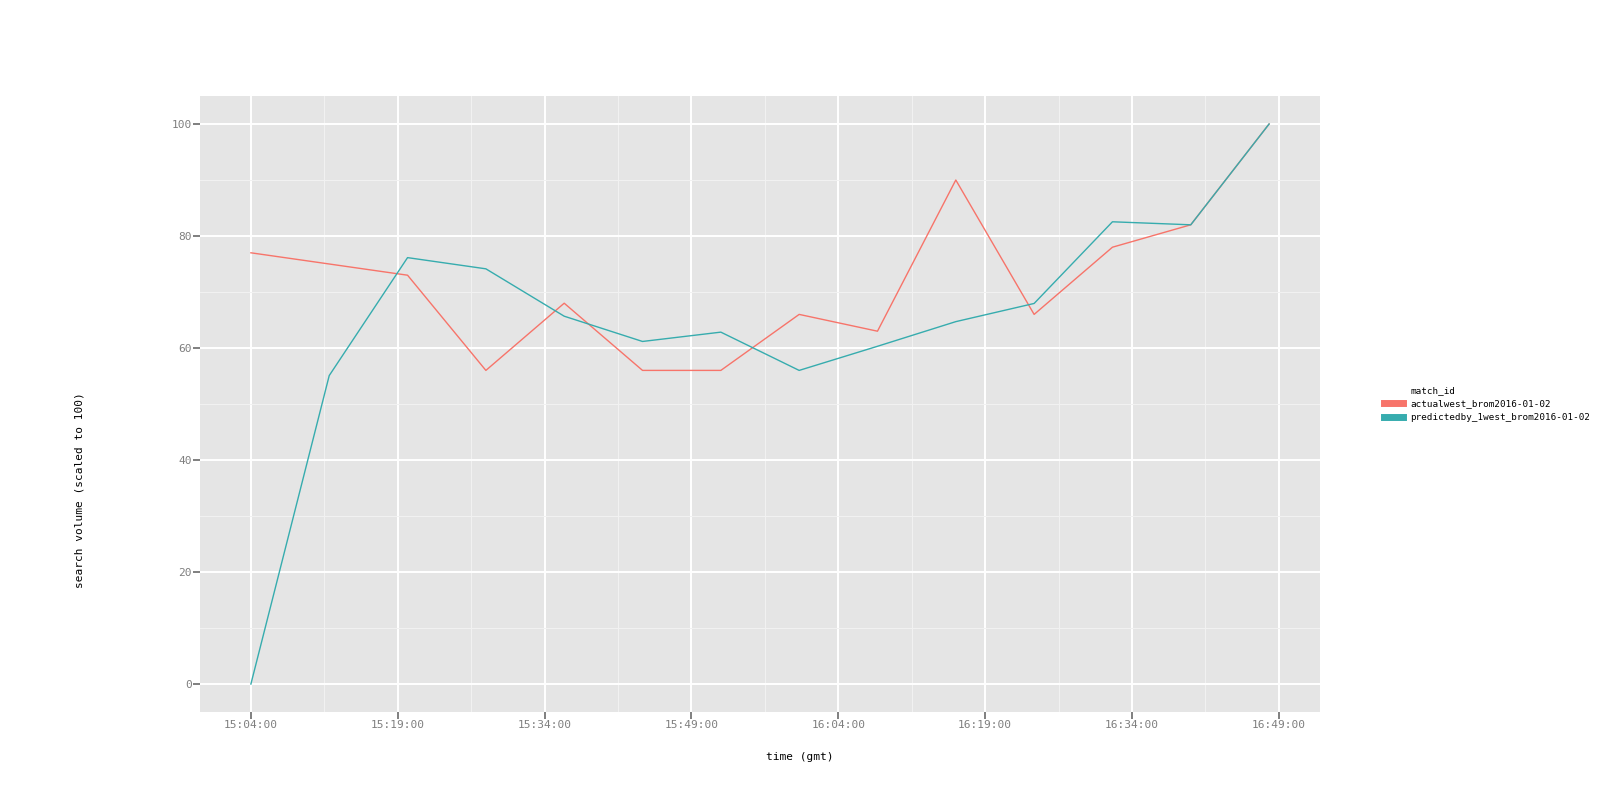 search volume (scaled to 100)
100
80
60
40
20
0
15:04:00 15:19:00 15:34:00 15:49:00 16:04:00 16:19:00 16:34:00 16:49:00
time (gmt)
match_id
actualwest_brom2016-01-02
predictedby_1west_brom2016-01-02